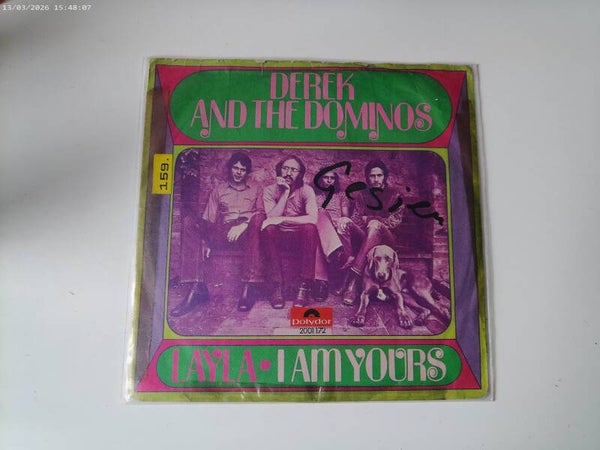 13/03/2026 15:48:07
DEREK
AND THE DOMINOS
159.
Polydor
2001 172
LAYLA • I AM YOURS